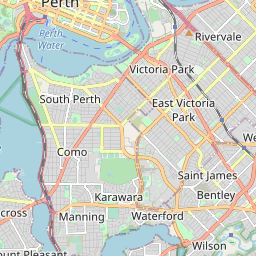 Perth
Perth
Water
Rivervale
Victoria Park
South Perth
East Victoria
Park
Como
Saint James
Karawara
Bentley
cross
Manning
Waterford
Wilson
ount Pleasant